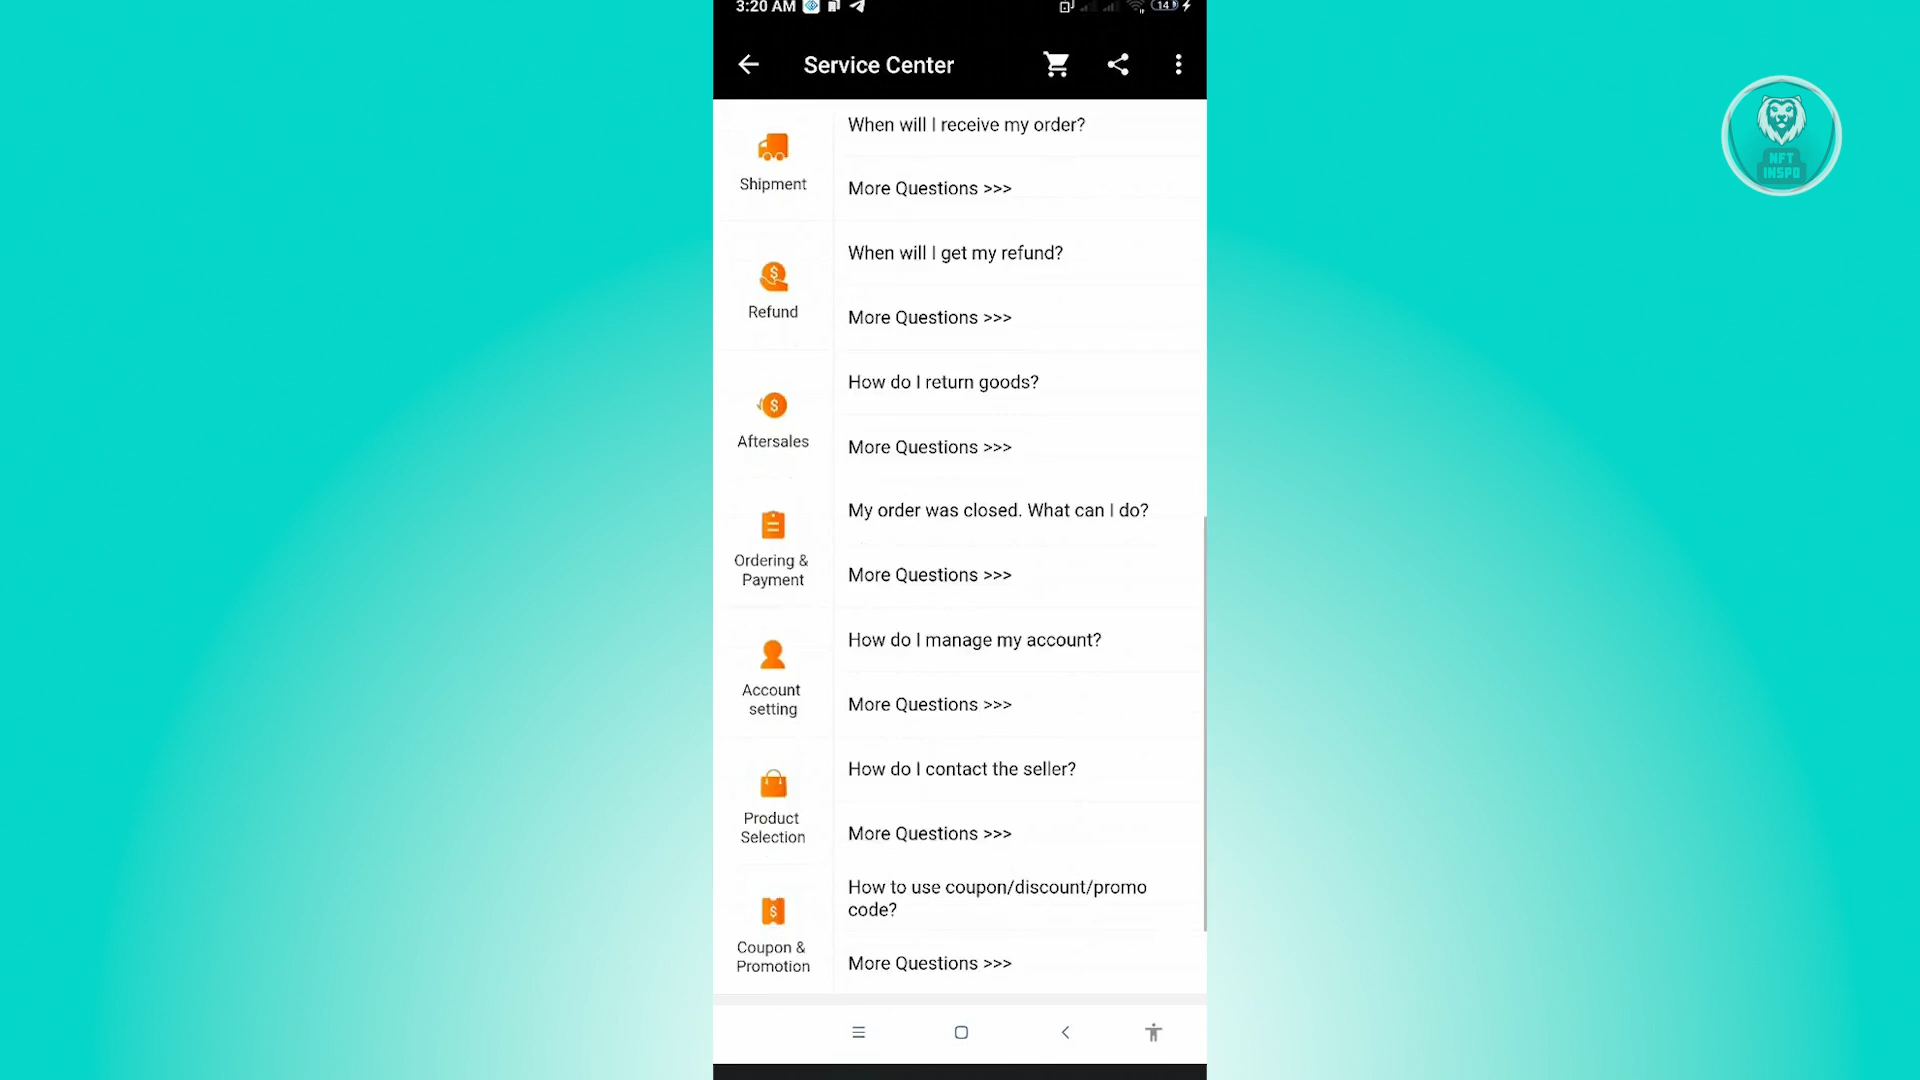 3:20 AM
14
Service Center
NFT
INSPO
When will I receive my order?
Shipment
More Questions >>>
When will I get my refund?
Refund
More Questions >>>
How do I return goods?
Aftersales
More Questions >>>
My order was closed. What can I do?
Ordering &
Payment
More Questions >>>
How do I manage my account?
Account
setting
More Questions >>>
How do I contact the seller?
Product
Selection
More Questions >>>
How to use coupon/discount/promo
code?
Coupon &
Promotion
More Questions >>>